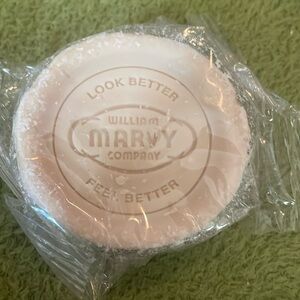 LOOK BETTER
WILLIAM
MARVY
COMPANY
FEEL BETTER